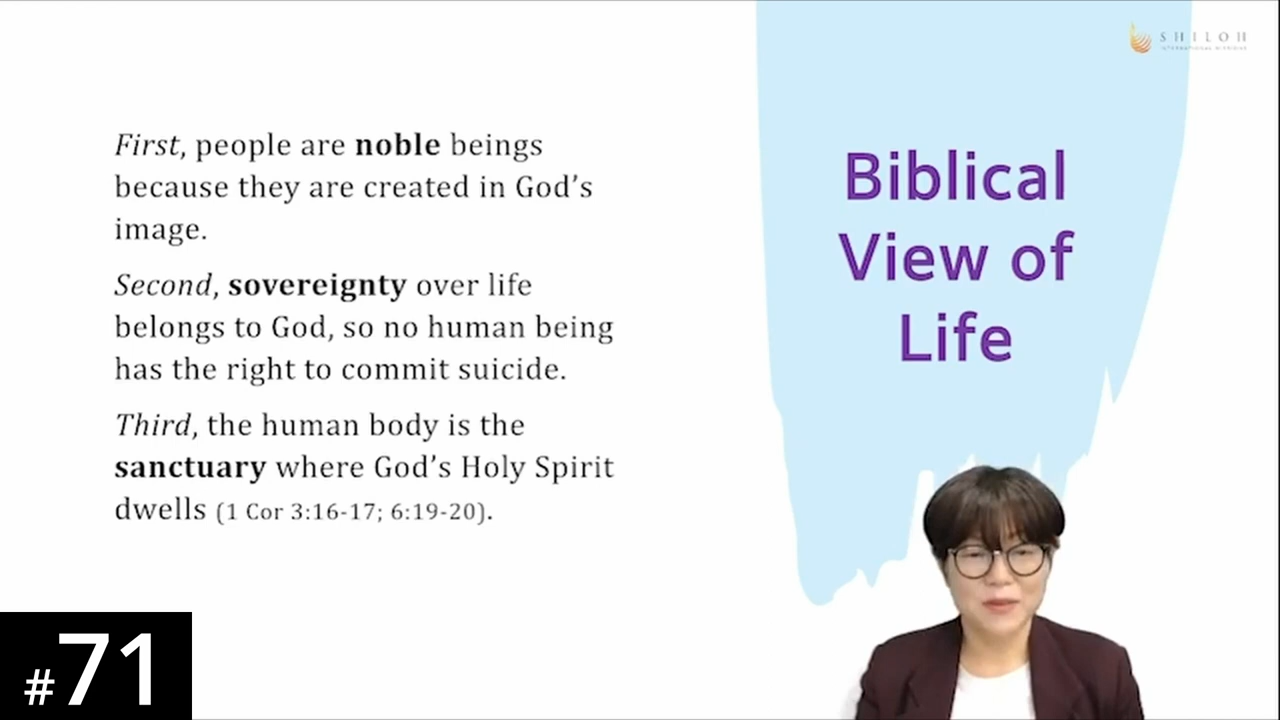 SHILOH
First, people are noble beings
because they are created in God's
image.
Second, sovereignty over life
belongs to God, so no human being
has the right to commit suicide.
Third, the human body is the
sanctuary where God's Holy Spirit
dwells (1 Cor 3:16-17; 6:19-20).
Biblical
View of
Life
#71